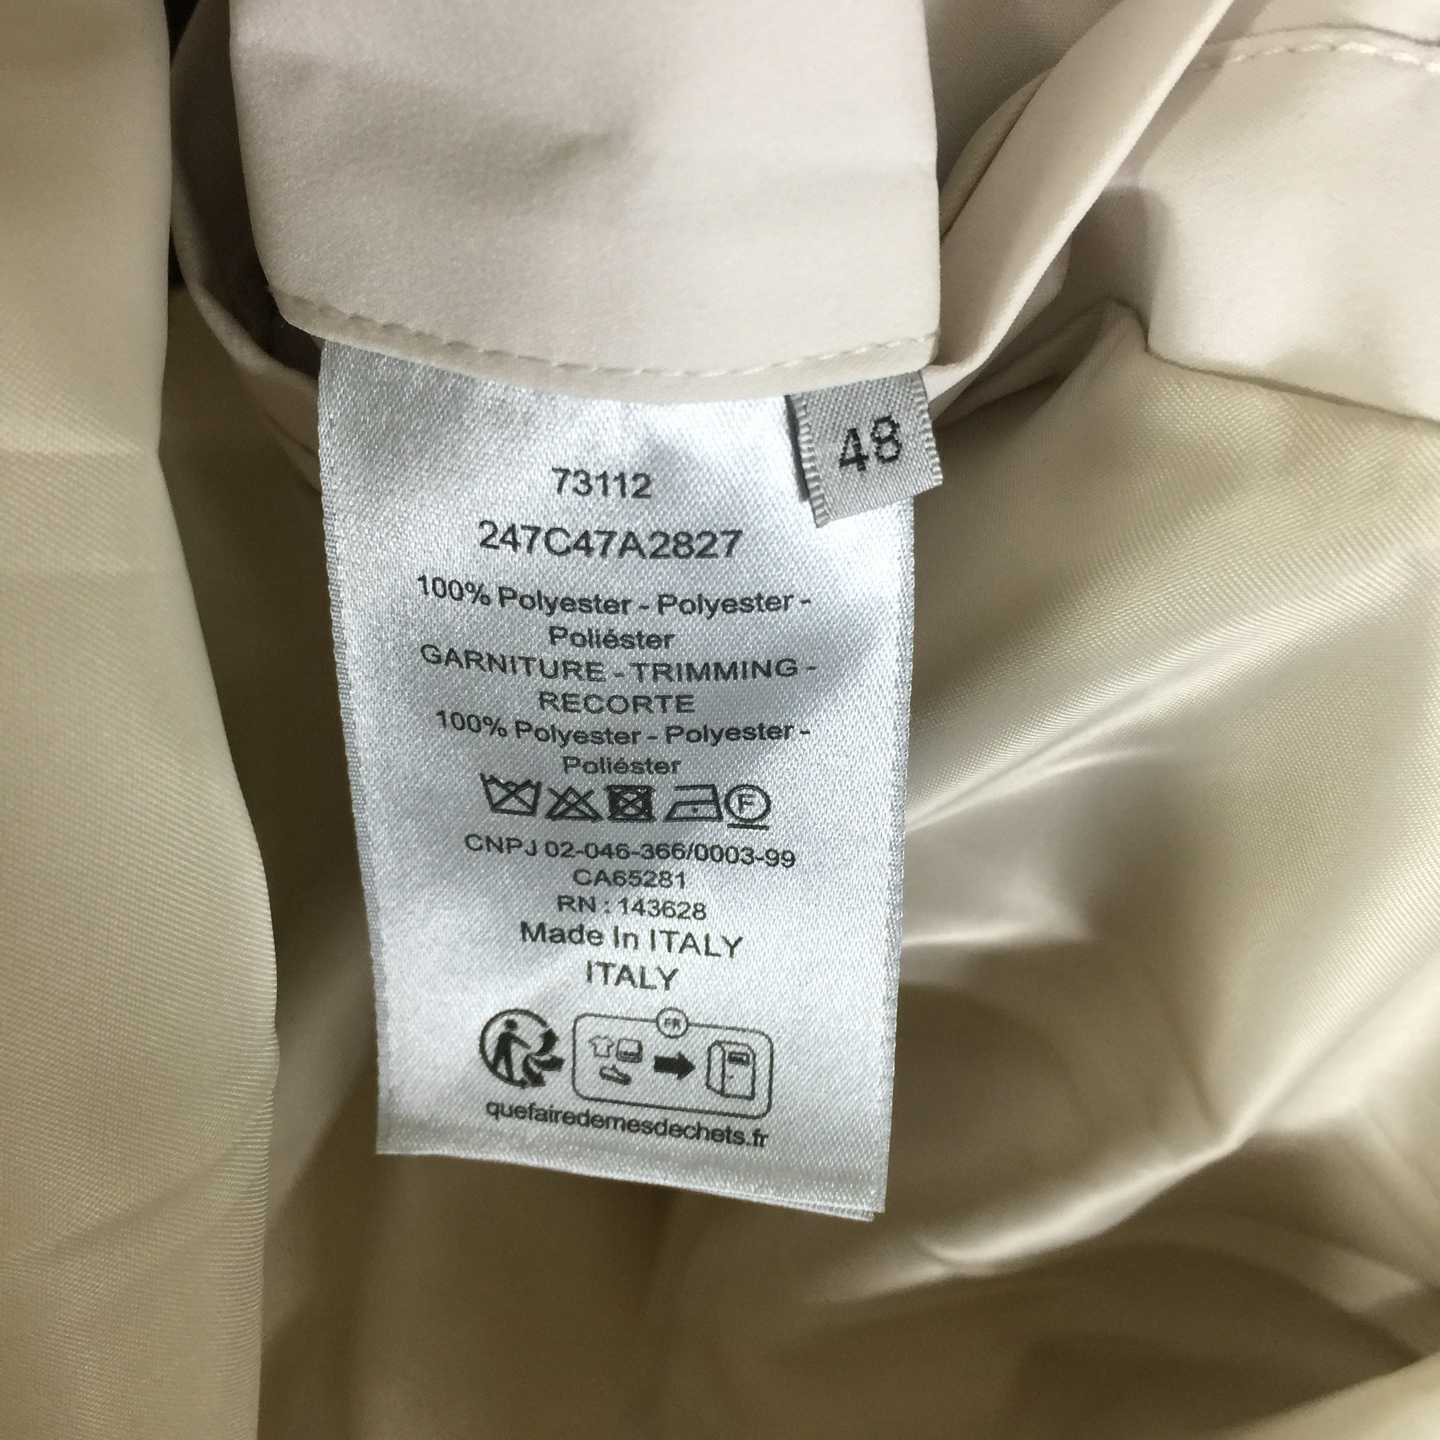 48
73112
247C47A2827
100% Polyester - Polyester -
Poliéster
GARNITURE - TRIMMING -
RECORTE
100% Polyester - Polyester -
Poliéster
F
CNPJ 02-046-366/0003-99
CA65281
RN : 143628
Made In ITALY
ITALY
FR
quefairedemesdechets.fr